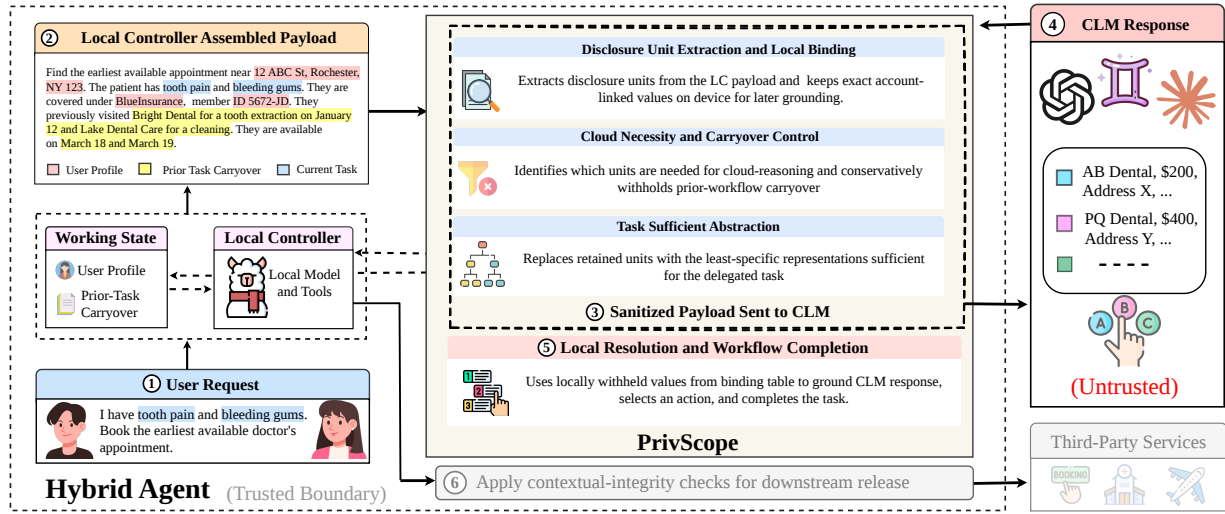 ② Local Controller Assembled Payload
Find the earliest available appointment near 12 ABC St, Rochester,
NY 123. The patient has tooth pain and bleeding gums. They are
covered under BlueInsurance, member ID 5672-JD. They
previously visited Bright Dental for a tooth extraction on January
12 and Lake Dental Care for a cleaning. They are available
on March 18 and March 19.
User Profile
Prior Task Carryover
Current Task
Working State
User Profile
Prior-Task
Carryover
Local Controller
Local Model
and Tools
① User Request
I have tooth pain and bleeding gums.
Book the earliest available doctor's
appointment.
Hybrid Agent (Trusted Boundary)
Disclosure Unit Extraction and Local Binding
Extracts disclosure units from the LC payload and keeps exact account-
linked values on device for later grounding.
Cloud Necessity and Carryover Control
Identifies which units are needed for cloud-reasoning and conservatively
withholds prior-workflow carryover
Task Sufficient Abstraction
Replaces retained units with the least-specific representations sufficient
for the delegated task
③ Sanitized Payload Sent to CLM
⑤ Local Resolution and Workflow Completion
1
2
3
Uses locally withheld values from binding table to ground CLM response,
selects an action, and completes the task.
PrivScope
⑥ Apply contextual-integrity checks for downstream release
④ CLM Response
AB Dental, $200,
Address X, ...
PQ Dental, $400,
Address Y, ...
- - - -
A
B
C
(Untrusted)
Third-Party Services
BOOKING